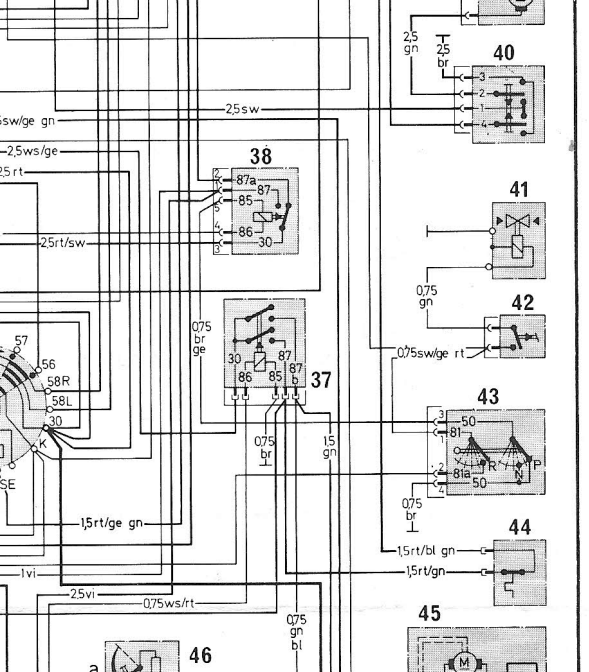 2,5
gn
2,5
br
40
3
2
1
4
2,5 sw
sw/ge gn
2,5ws/ge
2,5 rt
38
2
87a
1
87
85
5
4
86
30
3
2,5rt/sw
41
0,75
gn
42
0,75sw/ge rt
0,75
br
ge
30
87
87
86
85
37
57
56
58R
58L
30
K
SE
0,75
br
1,5
gn
43
3
50
81
1
R
P
N
2
81a
50
4
0,75
br
1,5rt/ge gn
44
1,5rt/bl gn
1,5rt/gn
1vi
2,5vi
0,75ws/rt
0,75
gn
bl
45
M
46
a